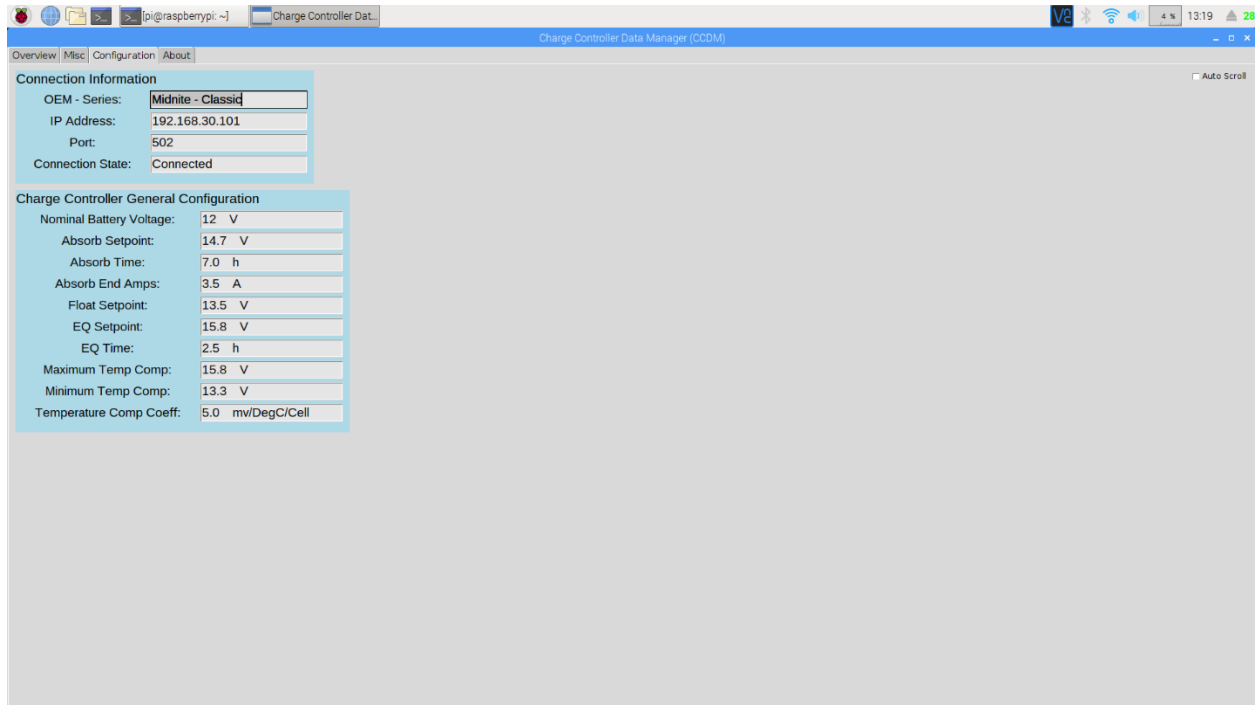 [pi@raspberrypi: ~] Charge Controller Dat... 4 % 13:19 28
Charge Controller Data Manager (CCDM)
Overview Misc Configuration About
Auto Scroll
Connection Information
OEM - Series: Midnite - Classic
IP Address: 192.168.30.101
Port: 502
Connection State: Connected
Charge Controller General Configuration
Nominal Battery Voltage: 12 V
Absorb Setpoint: 14.7 V
Absorb Time: 7.0 h
Absorb End Amps: 3.5 A
Float Setpoint: 13.5 V
EQ Setpoint: 15.8 V
EQ Time: 2.5 h
Maximum Temp Comp: 15.8 V
Minimum Temp Comp: 13.3 V
Temperature Comp Coeff: 5.0 mv/DegC/Cell